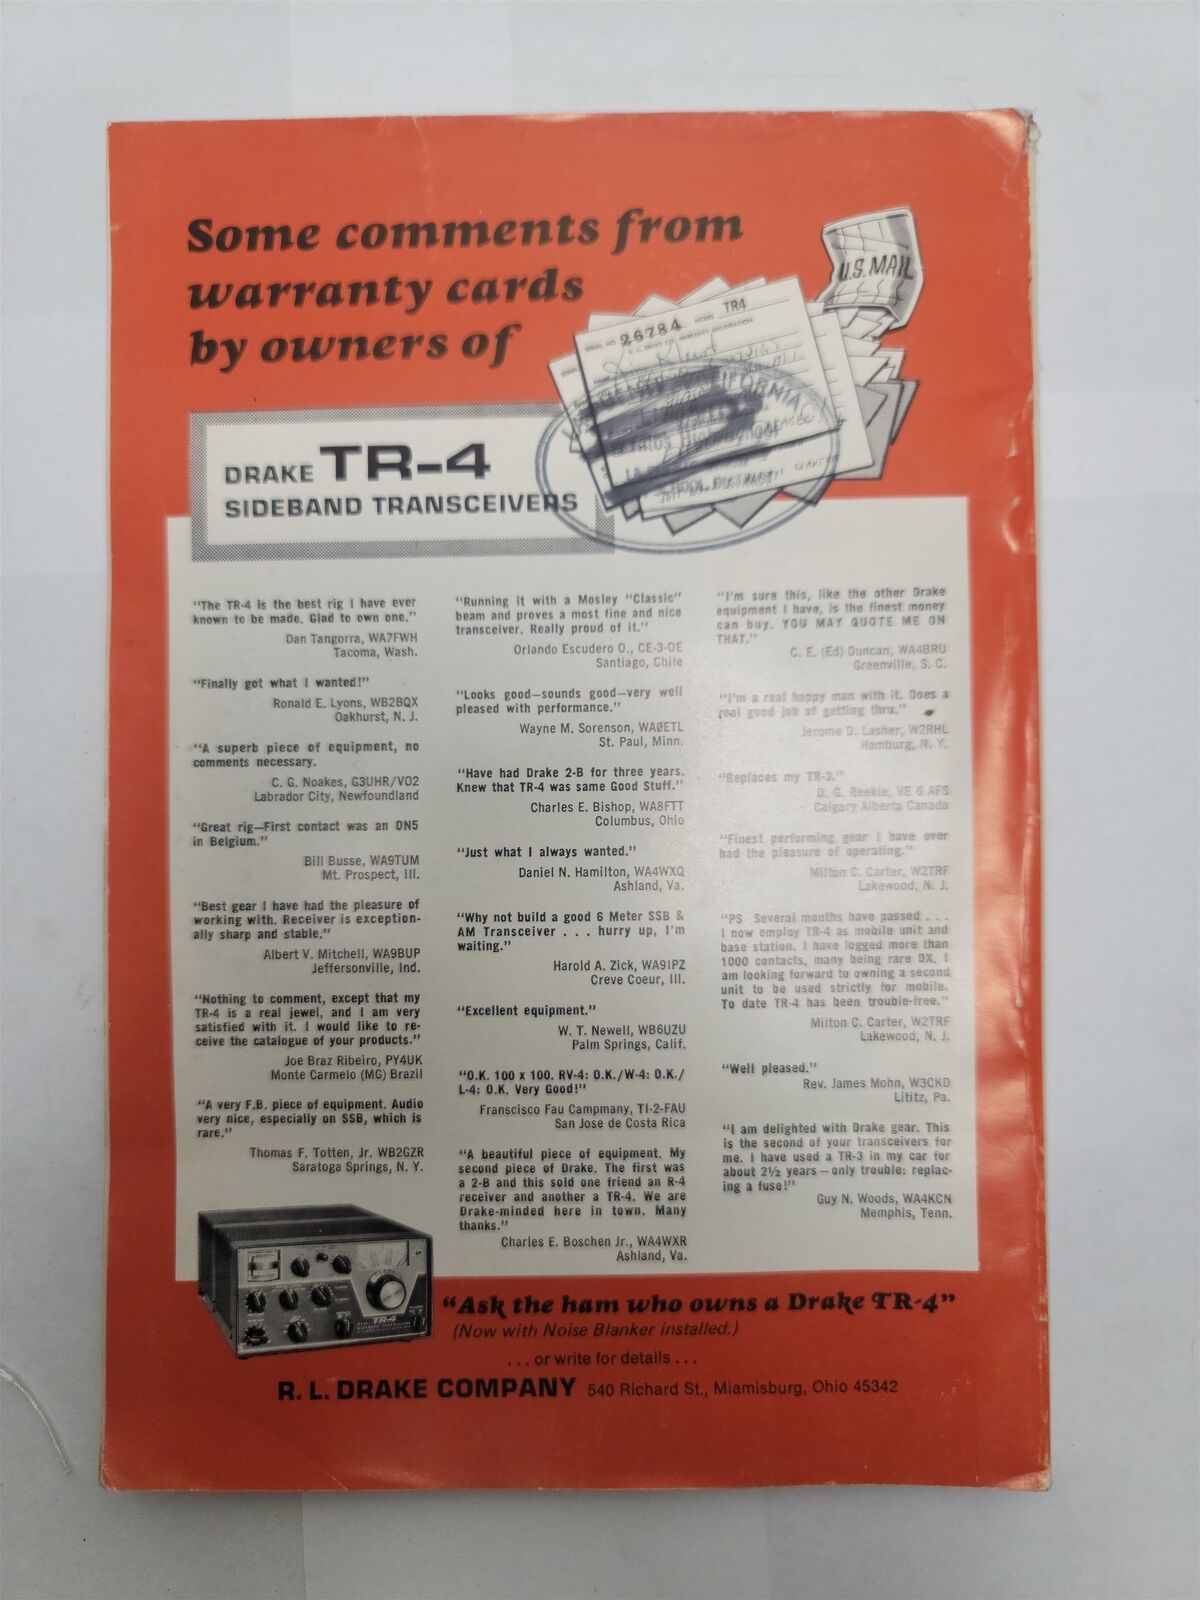 Some comments from
warranty cards
by owners of
U.S. MAIL
26784
TR4
DRAKE TR-4
SIDEBAND TRANSCEIVERS
"The TR-4 is the best rig I have ever
known to be made. Glad to own one."
Dan Tangorra, WA7FWH
Tacoma, Wash.
"Finally got what I wanted!"
Ronald E. Lyons, WB2BQX
Oakhurst, N. J.
"A superb piece of equipment, no
comments necessary.
C. G. Noakes, G3UHR/VO2
Labrador City, Newfoundland
"Great rig—First contact was an ON5
in Belgium."
Bill Busse, WA9TUM
Mt. Prospect, Ill.
"Best gear I have had the pleasure of
working with. Receiver is exception-
ally sharp and stable."
Albert V. Mitchell, WA9BUP
Jeffersonville, Ind.
"Nothing to comment, except that my
TR-4 is a real jewel, and I am very
satisfied with it. I would like to re-
ceive the catalogue of your products."
Joe Braz Ribeiro, PY4UK
Monte Carmelo (MG) Brazil
"A very F.B. piece of equipment. Audio
very nice, especially on SSB, which is
rare."
Thomas F. Totten, Jr. WB2GZR
Saratoga Springs, N. Y.
"Running it with a Mosley "Classic"
beam and proves a most fine and nice
transceiver. Really proud of it."
Orlando Escudero O., CE-3-OE
Santiago, Chile
"Looks good—sounds good—very well
pleased with performance."
Wayne M. Sorenson, WAØETL
St. Paul, Minn.
"Have had Drake 2-B for three years.
Knew that TR-4 was same Good Stuff."
Charles E. Bishop, WA8FTT
Columbus, Ohio
"Just what I always wanted."
Daniel N. Hamilton, WA4WXQ
Ashland, Va.
"Why not build a good 6 Meter SSB &
AM Transceiver . . . hurry up, I'm
waiting."
Harold A. Zick, WA9IPZ
Creve Coeur, Ill.
"Excellent equipment."
W. T. Newell, WB6UZU
Palm Springs, Calif.
"O.K. 100 x 100. RV-4: O.K./W-4: O.K./
L-4: O.K. Very Good!"
Franscisco Fau Campmany, TI-2-FAU
San Jose de Costa Rica
"A beautiful piece of equipment. My
second piece of Drake. The first was
a 2-B and this sold one friend an R-4
receiver and another a TR-4. We are
Drake-minded here in town. Many
thanks."
Charles E. Boschen Jr., WA4WXR
Ashland, Va.
"I'm sure this, like the other Drake
equipment I have, is the finest money
can buy. YOU MAY QUOTE ME ON
THAT."
C. E. (Ed) Duncan, WA4BRU
Greenville, S. C.
"I'm a real happy man with it. Does a
real good job of getting thru."
Jerome D. Lasher, W2RHL
Hamburg, N. Y.
"Replaces my TR-3."
D. G. Reekie, VE 6 AFS
Calgary Alberta Canada
"Finest performing gear I have ever
had the pleasure of operating."
Milton C. Carter, W2TRF
Lakewood, N. J.
"PS Several months have passed . . .
I now employ TR-4 as mobile unit and
base station. I have logged more than
1000 contacts, many being rare DX. I
am looking forward to owning a second
unit to be used strictly for mobile.
To date TR-4 has been trouble-free."
Milton C. Carter, W2TRF
Lakewood, N. J.
"Well pleased."
Rev. James Mohn, W3CKD
Lititz, Pa.
"I am delighted with Drake gear. This
is the second of your transceivers for
me. I have used a TR-3 in my car for
about 2½ years—only trouble: replac-
ing a fuse!"
Guy N. Woods, WA4KCN
Memphis, Tenn.
TR-4
"Ask the ham who owns a Drake TR-4"
(Now with Noise Blanker installed.)
. . . or write for details . . .
R. L. DRAKE COMPANY 540 Richard St., Miamisburg, Ohio 45342